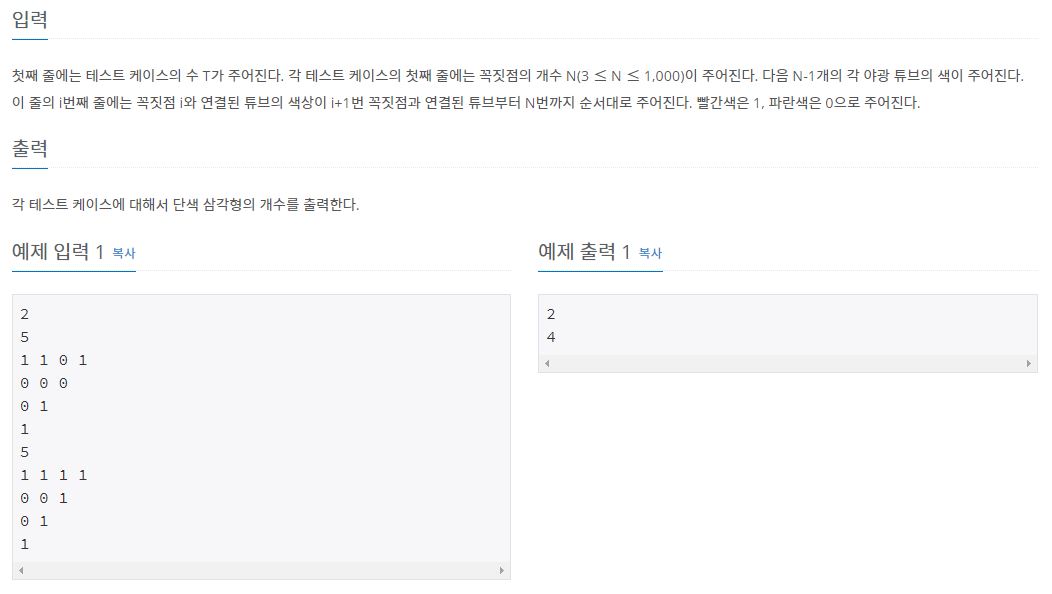 입력
첫째 줄에는 테스트 케이스의 수 T가 주어진다. 각 테스트 케이스의 첫째 줄에는 꼭짓점의 개수 N(3 ≤ N ≤ 1,000)이 주어진다. 다음 N-1개의 각 야광 튜브의 색이 주어진다.
이 줄의 i번째 줄에는 꼭짓점 i와 연결된 튜브의 색상이 i+1번 꼭짓점과 연결된 튜브부터 N번까지 순서대로 주어진다. 빨간색은 1, 파란색은 0으로 주어진다.
출력
각 테스트 케이스에 대해서 단색 삼각형의 개수를 출력한다.
예제 입력 1 복사
2
5
1 1 0 1
0 0 0
0 1
1
5
1 1 1 1
0 0 1
0 1
1
예제 출력 1 복사
2
4